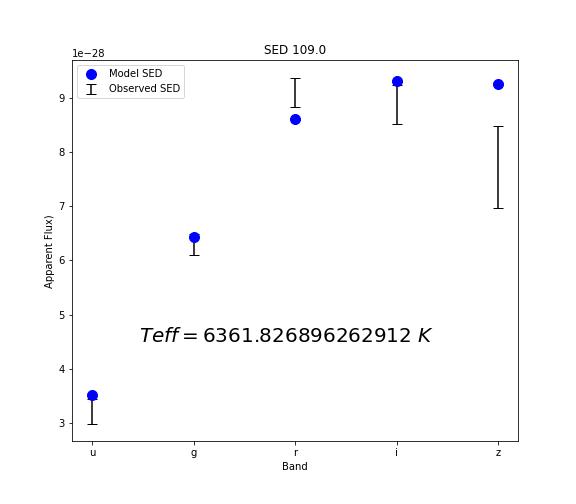 SED 109.0
1e−28
Model SED
Observed SED
9
8
7
6
5
4
3
Apparent Flux)
Teff = 6361.826896262912 K
u g r i z
Band